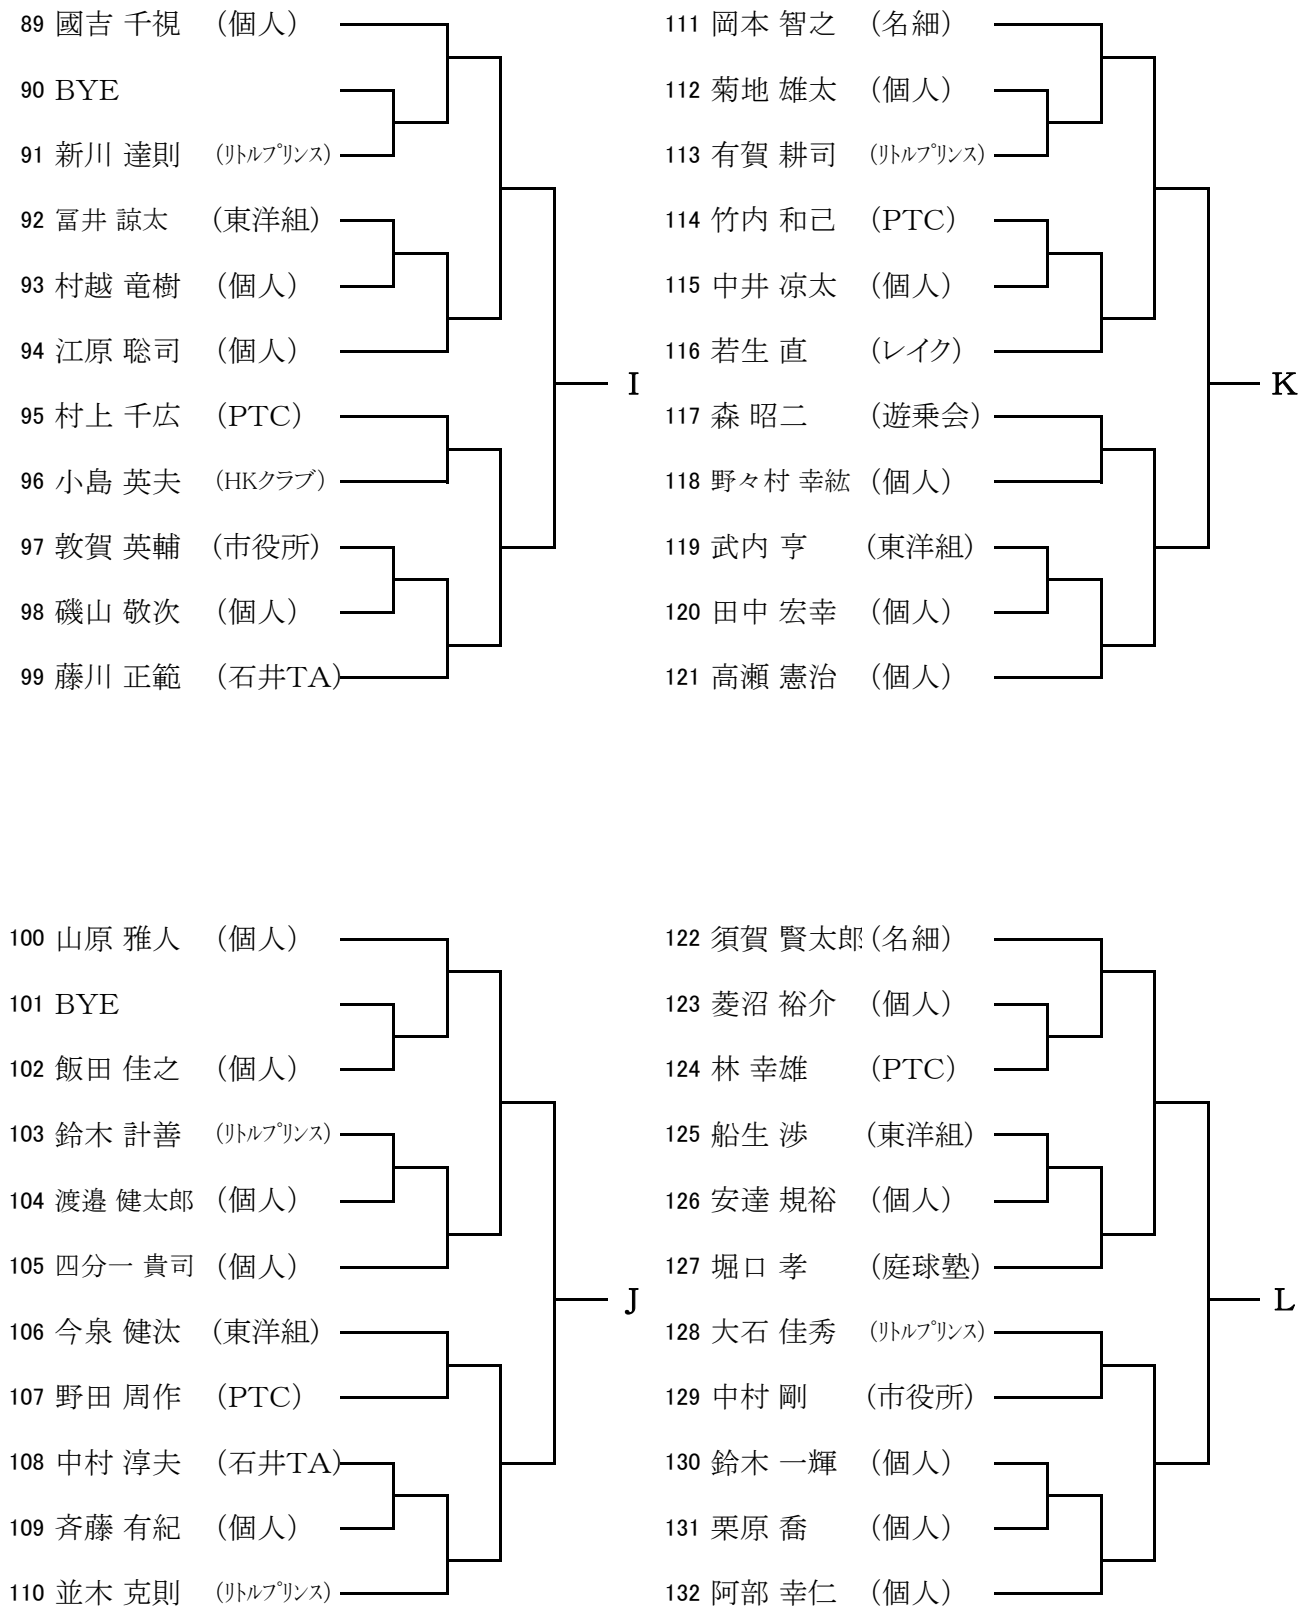 89 國吉 千視 (個人)
90 BYE
91 新川 達則 (ﾘﾄﾙﾌﾟﾘﾝｽ)
92 冨井 諒太 (東洋組)
93 村越 竜樹 (個人)
94 江原 聡司 (個人)
I
95 村上 千広 (PTC)
96 小島 英夫 (HKクラブ)
97 敦賀 英輔 (市役所)
98 磯山 敬次 (個人)
99 藤川 正範 (石井TA)
100 山原 雅人 (個人)
101 BYE
102 飯田 佳之 (個人)
103 鈴木 計善 (ﾘﾄﾙﾌﾟﾘﾝｽ)
104 渡邉 健太郎 (個人)
105 四分一 貴司 (個人)
J
106 今泉 健汰 (東洋組)
107 野田 周作 (PTC)
108 中村 淳夫 (石井TA)
109 斉藤 有紀 (個人)
110 並木 克則 (ﾘﾄﾙﾌﾟﾘﾝｽ)
111 岡本 智之 (名細)
112 菊地 雄太 (個人)
113 有賀 耕司 (ﾘﾄﾙﾌﾟﾘﾝｽ)
114 竹内 和己 (PTC)
115 中井 凉太 (個人)
116 若生 直 (レイク)
K
117 森 昭二 (遊乗会)
118 野々村 幸紘 (個人)
119 武内 亨 (東洋組)
120 田中 宏幸 (個人)
121 高瀬 憲治 (個人)
122 須賀 賢太郎 (名細)
123 菱沼 裕介 (個人)
124 林 幸雄 (PTC)
125 船生 渉 (東洋組)
126 安達 規裕 (個人)
127 堀口 孝 (庭球塾)
L
128 大石 佳秀 (ﾘﾄﾙﾌﾟﾘﾝｽ)
129 中村 剛 (市役所)
130 鈴木 一輝 (個人)
131 栗原 喬 (個人)
132 阿部 幸仁 (個人)